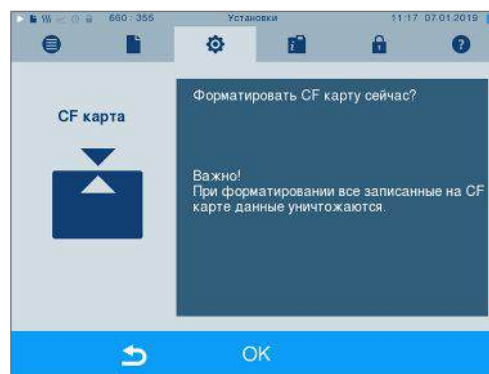 660 : 355 Установки 11:17 07.01.2019
CF карта
Форматировать CF карту сейчас?
Важно!
При форматировании все записанные на CF
карте данные уничтожаются.
OK